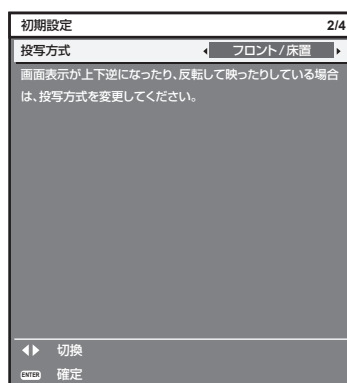 初期設定 2/4
投写方式 フロント/床置
画面表示が上下逆になったり、反転して映ったりしている場合
は、投写方式を変更してください。
切換
ENTER 確定